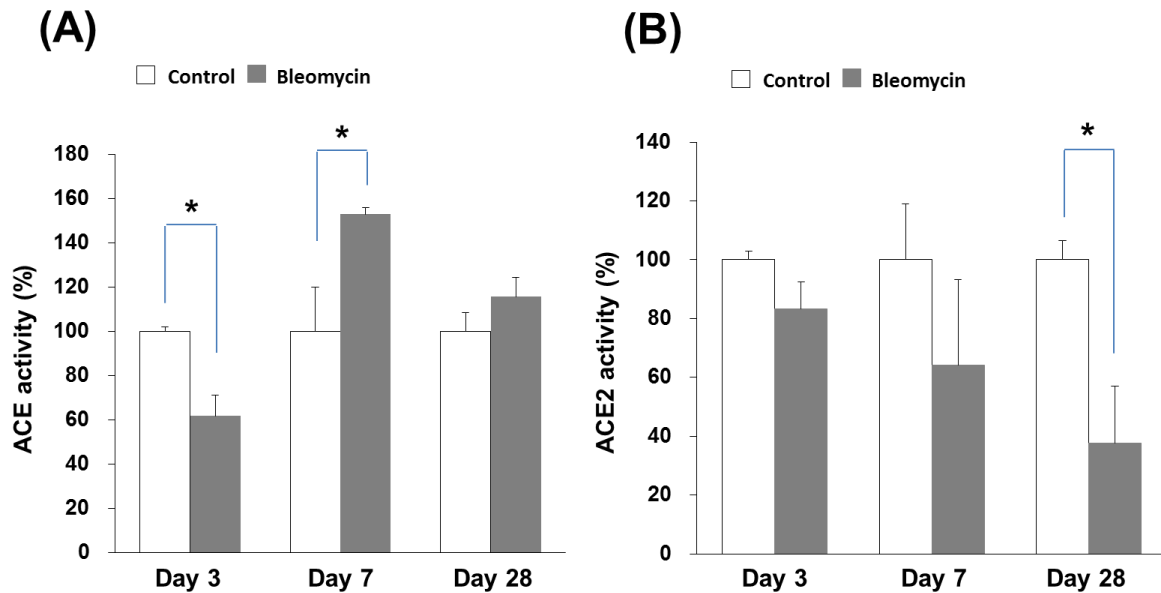 (A)
Control Bleomycin
ACE activity (%)
180
160
140
120
100
80
60
40
20
0
*
*
Day 3 Day 7 Day 28
(B)
Control Bleomycin
ACE2 activity (%)
140
120
100
80
60
40
20
0
*
Day 3 Day 7 Day 28